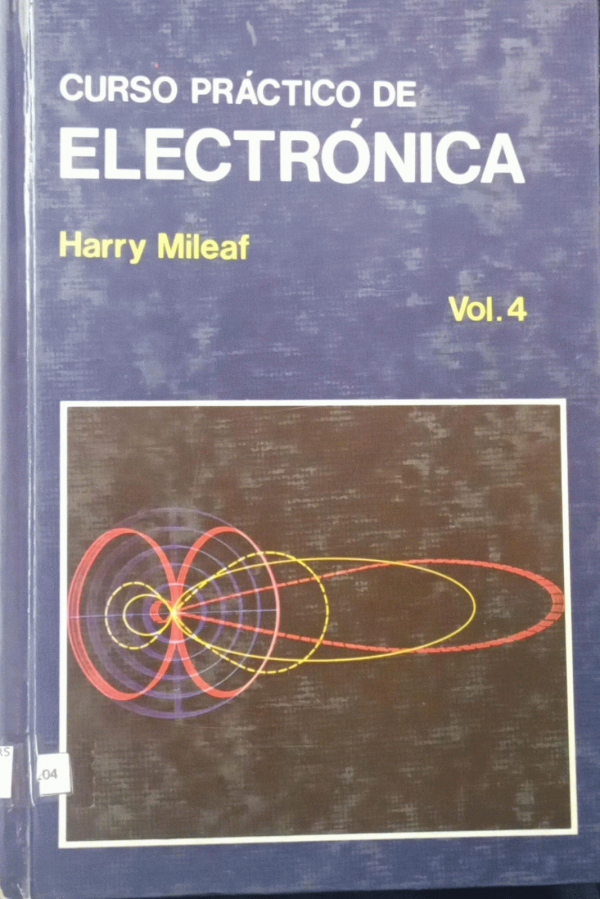 CURSO PRÁCTICO DE
ELECTRÓNICA
Harry Mileaf
Vol.4
.04